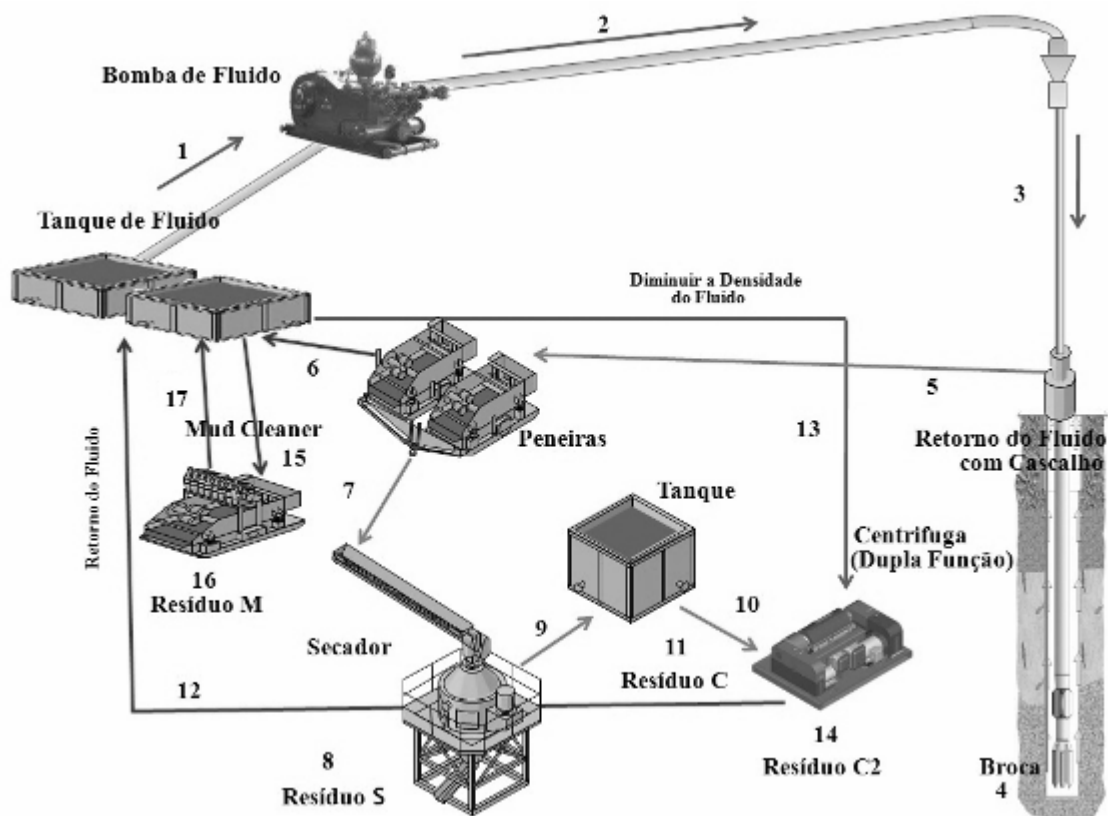 2
Bomba de Fluido
1
3
Tanque de Fluido
Diminuir a Densidade
do Fluido
6
5
17
Mud Cleaner
15
Peneiras
13
Retorno do Fluido
com Cascalho
Retorno do Fluido
7
Tanque
Centrifuga
(Dupla Função)
16
Resíduo M
9
10
Secador
11
Resíduo C
12
14
Resíduo C2
8
Resíduo S
Broca
4